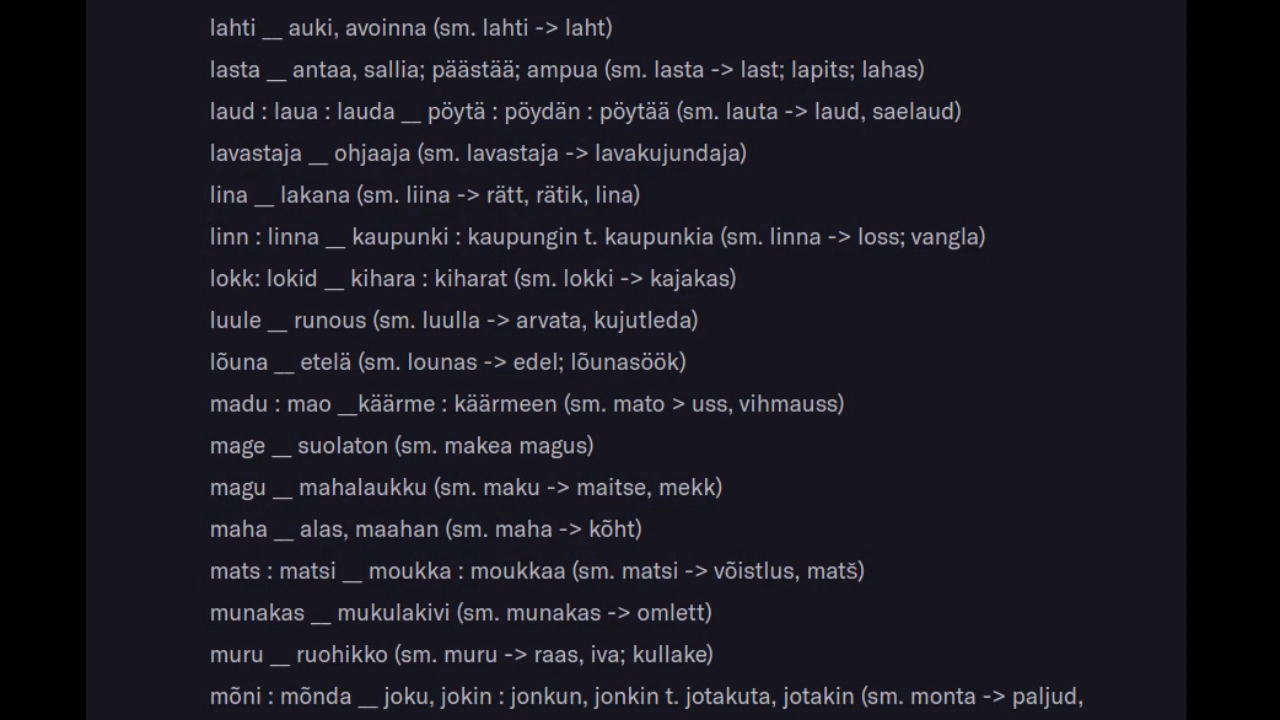 lahti __ auki, avoinna (sm. lahti -> laht)
lasta __ antaa, sallia; päästää; ampua (sm. lasta -> last; lapits; lahas)
laud : laua : lauda __ pöytä : pöydän : pöytää (sm. lauta -> laud, saelaud)
lavastaja __ ohjaaja (sm. lavastaja -> lavakujundaja)
lina __ lakana (sm. liina -> rätt, rätik, lina)
linn : linna __ kaupunki : kaupungin t. kaupunkia (sm. linna -> loss; vangla)
lokk: lokid __ kihara : kiharat (sm. lokki -> kajakas)
luule __ runous (sm. luulla -> arvata, kujutleda)
lõuna __ etelä (sm. lounas -> edel; lõunasöök)
madu : mao __käärme : käärmeen (sm. mato > uss, vihmauss)
mage __ suolaton (sm. makea magus)
magu __ mahalaukku (sm. maku -> maitse, mekk)
maha __ alas, maahan (sm. maha -> kõht)
mats : matsi __ moukka : moukkaa (sm. matsi -> võistlus, matš)
munakas __ mukulakivi (sm. munakas -> omlett)
muru __ ruohikko (sm. muru -> raas, iva; kullake)
mõni : mõnda __ joku, jokin : jonkun, jonkin t. jotakuta, jotakin (sm. monta -> paljud,